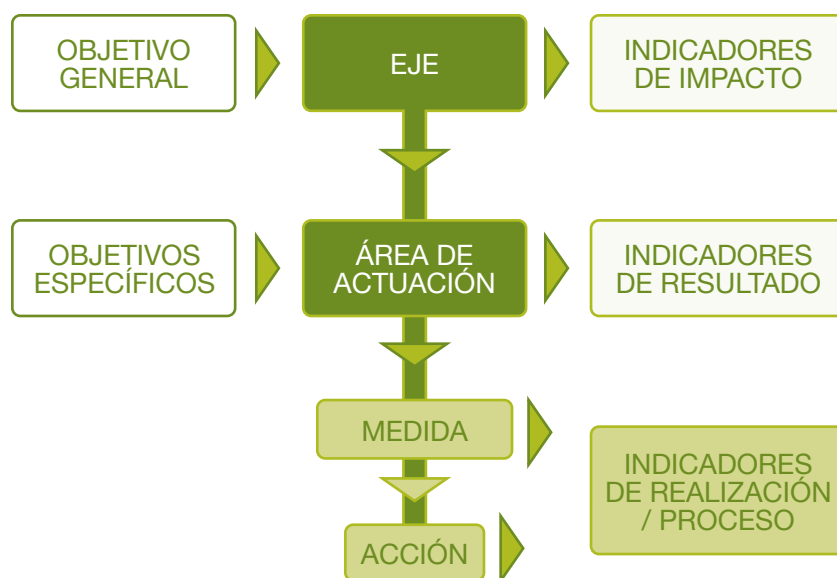 OBJETIVO
GENERAL
EJE
INDICADORES
DE IMPACTO
OBJETIVOS
ESPECÍFICOS
ÁREA DE
ACTUACIÓN
INDICADORES
DE RESULTADO
MEDIDA
INDICADORES
DE REALIZACIÓN
/ PROCESO
ACCIÓN